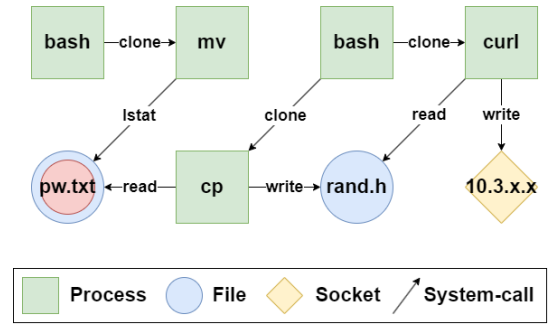 bash clone mv bash clone curl
lstat clone read write
pw.txt read cp write rand.h 10.3.x.x
Process File Socket System-call